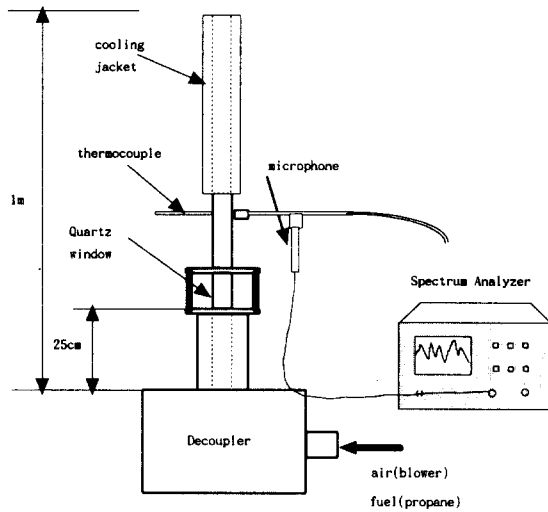 cooling
jacket
thermocouple
microphone
1m
Quartz
window
Spectrum Analyzer
25cm
Decoupler
air(blower)
fuel(propane)